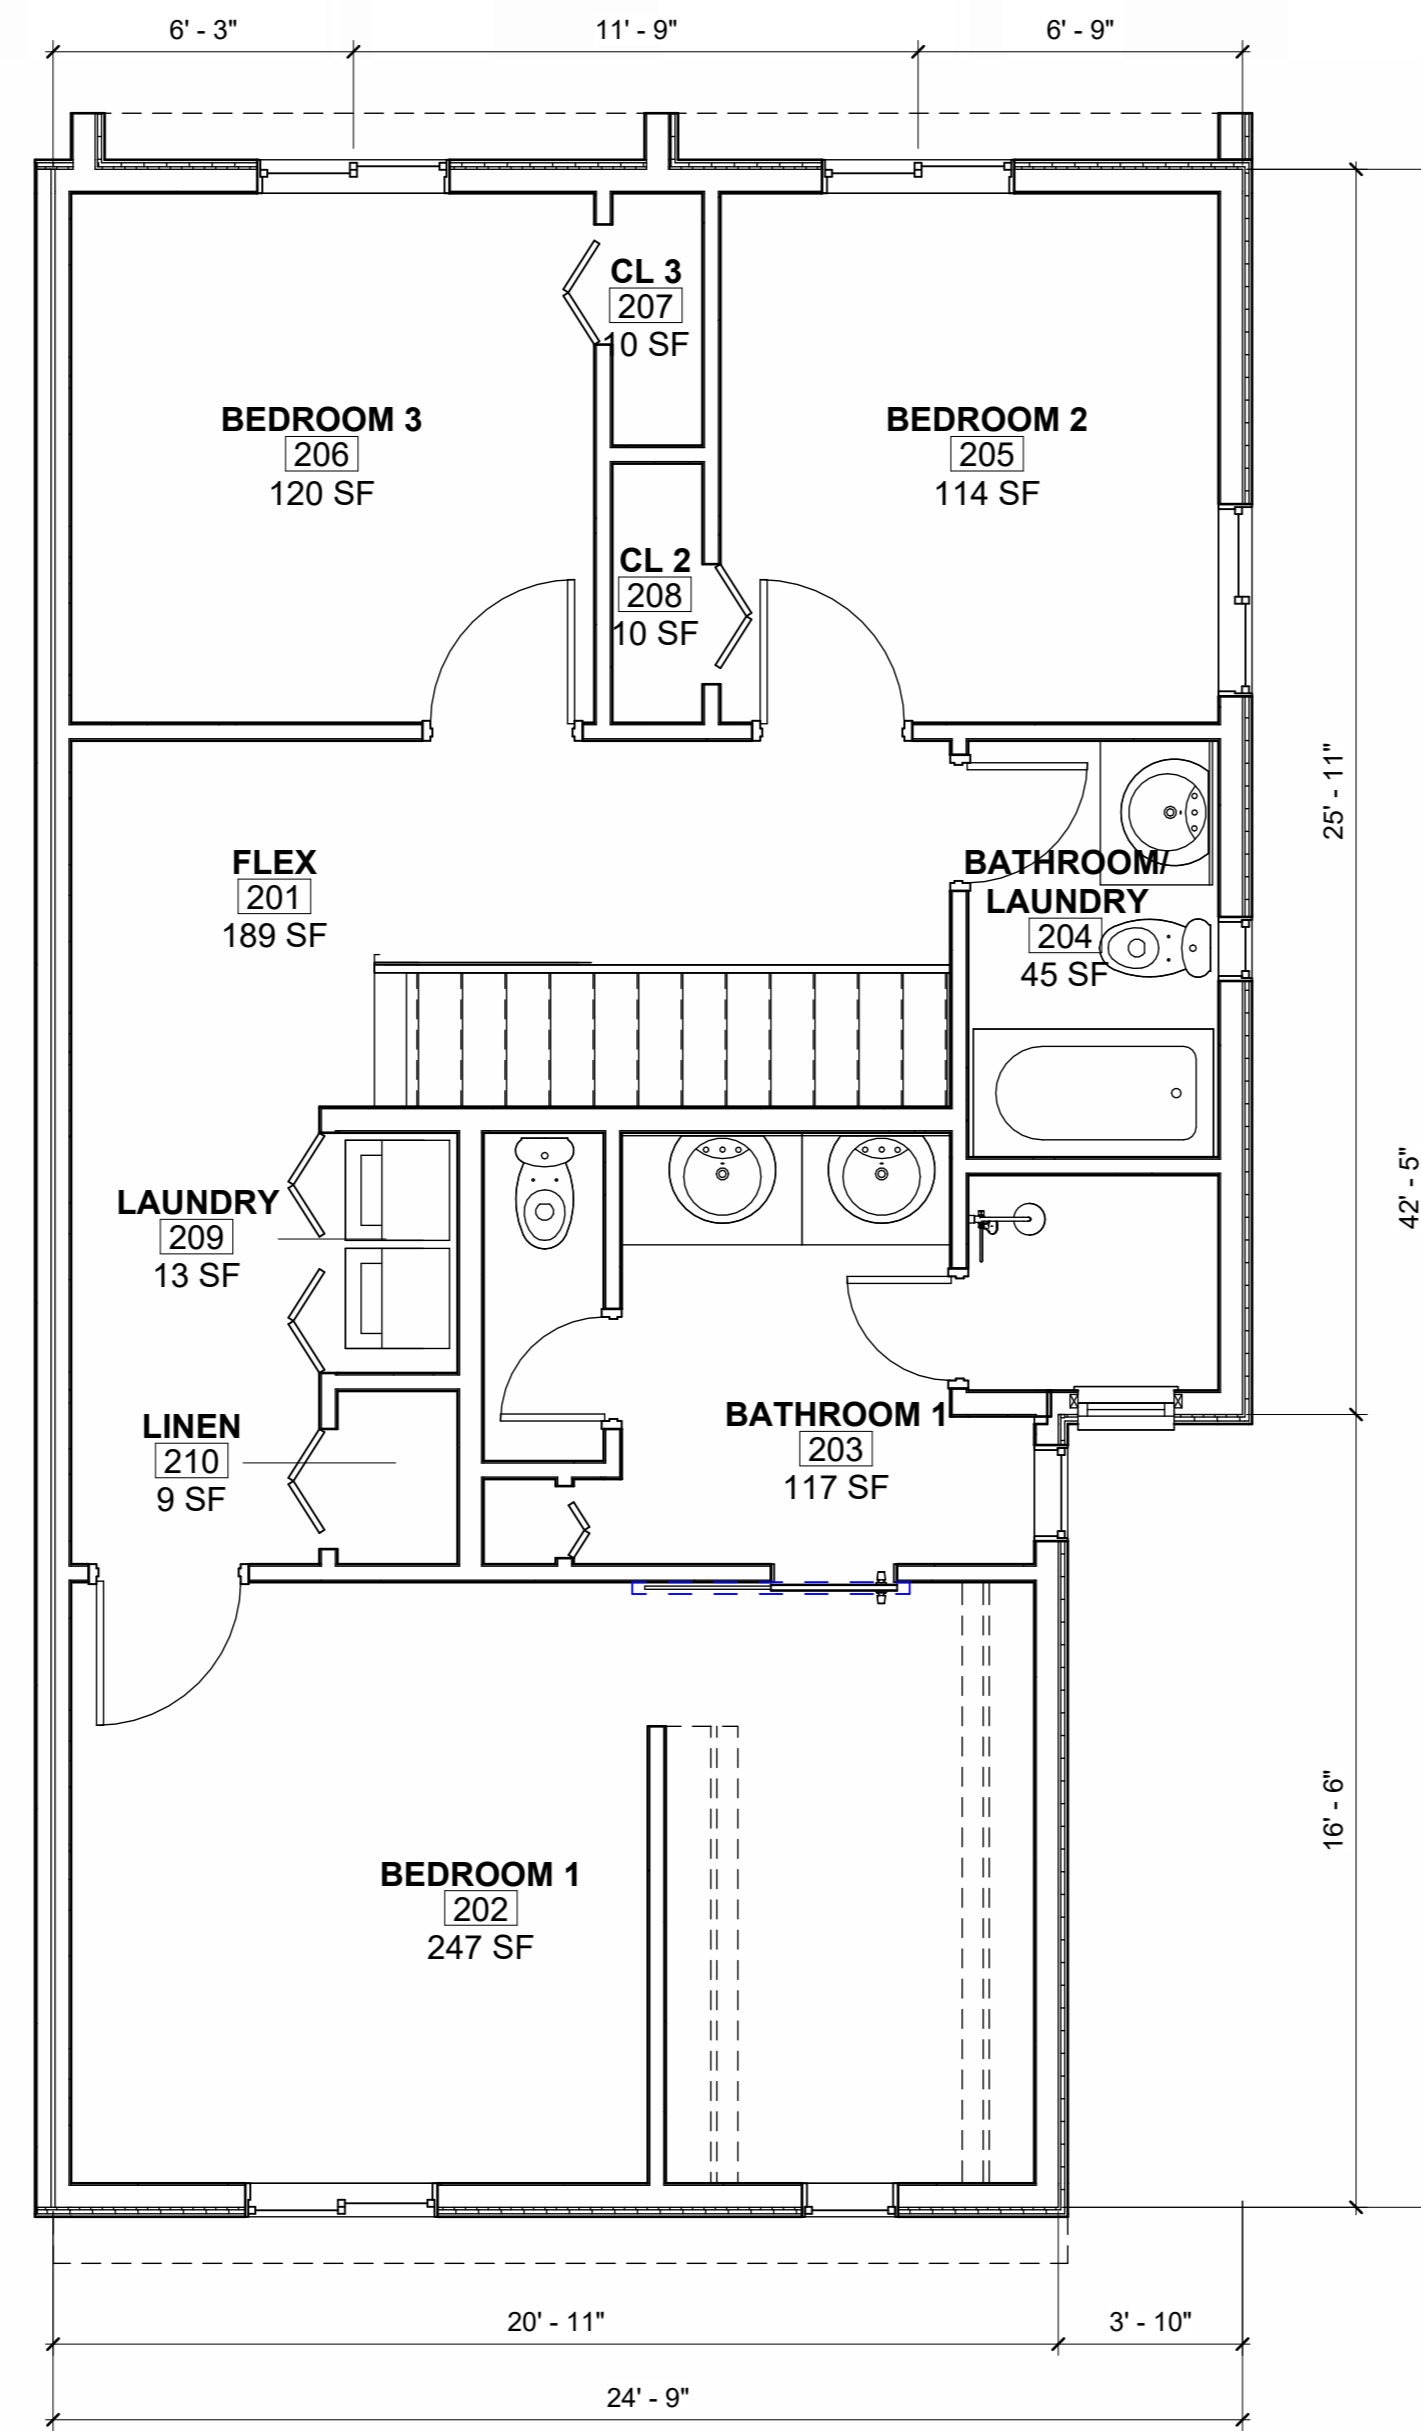 6' - 3"
11' - 9"
6' - 9"
CL 3
207
10 SF
BEDROOM 3
206
120 SF
BEDROOM 2
205
114 SF
CL 2
208
10 SF
25' - 11"
FLEX
201
189 SF
BATHROOM/
LAUNDRY
204
45 SF
42' - 5"
LAUNDRY
209
13 SF
LINEN
210
9 SF
BATHROOM 1
203
117 SF
16' - 6"
BEDROOM 1
202
247 SF
20' - 11"
3' - 10"
24' - 9"